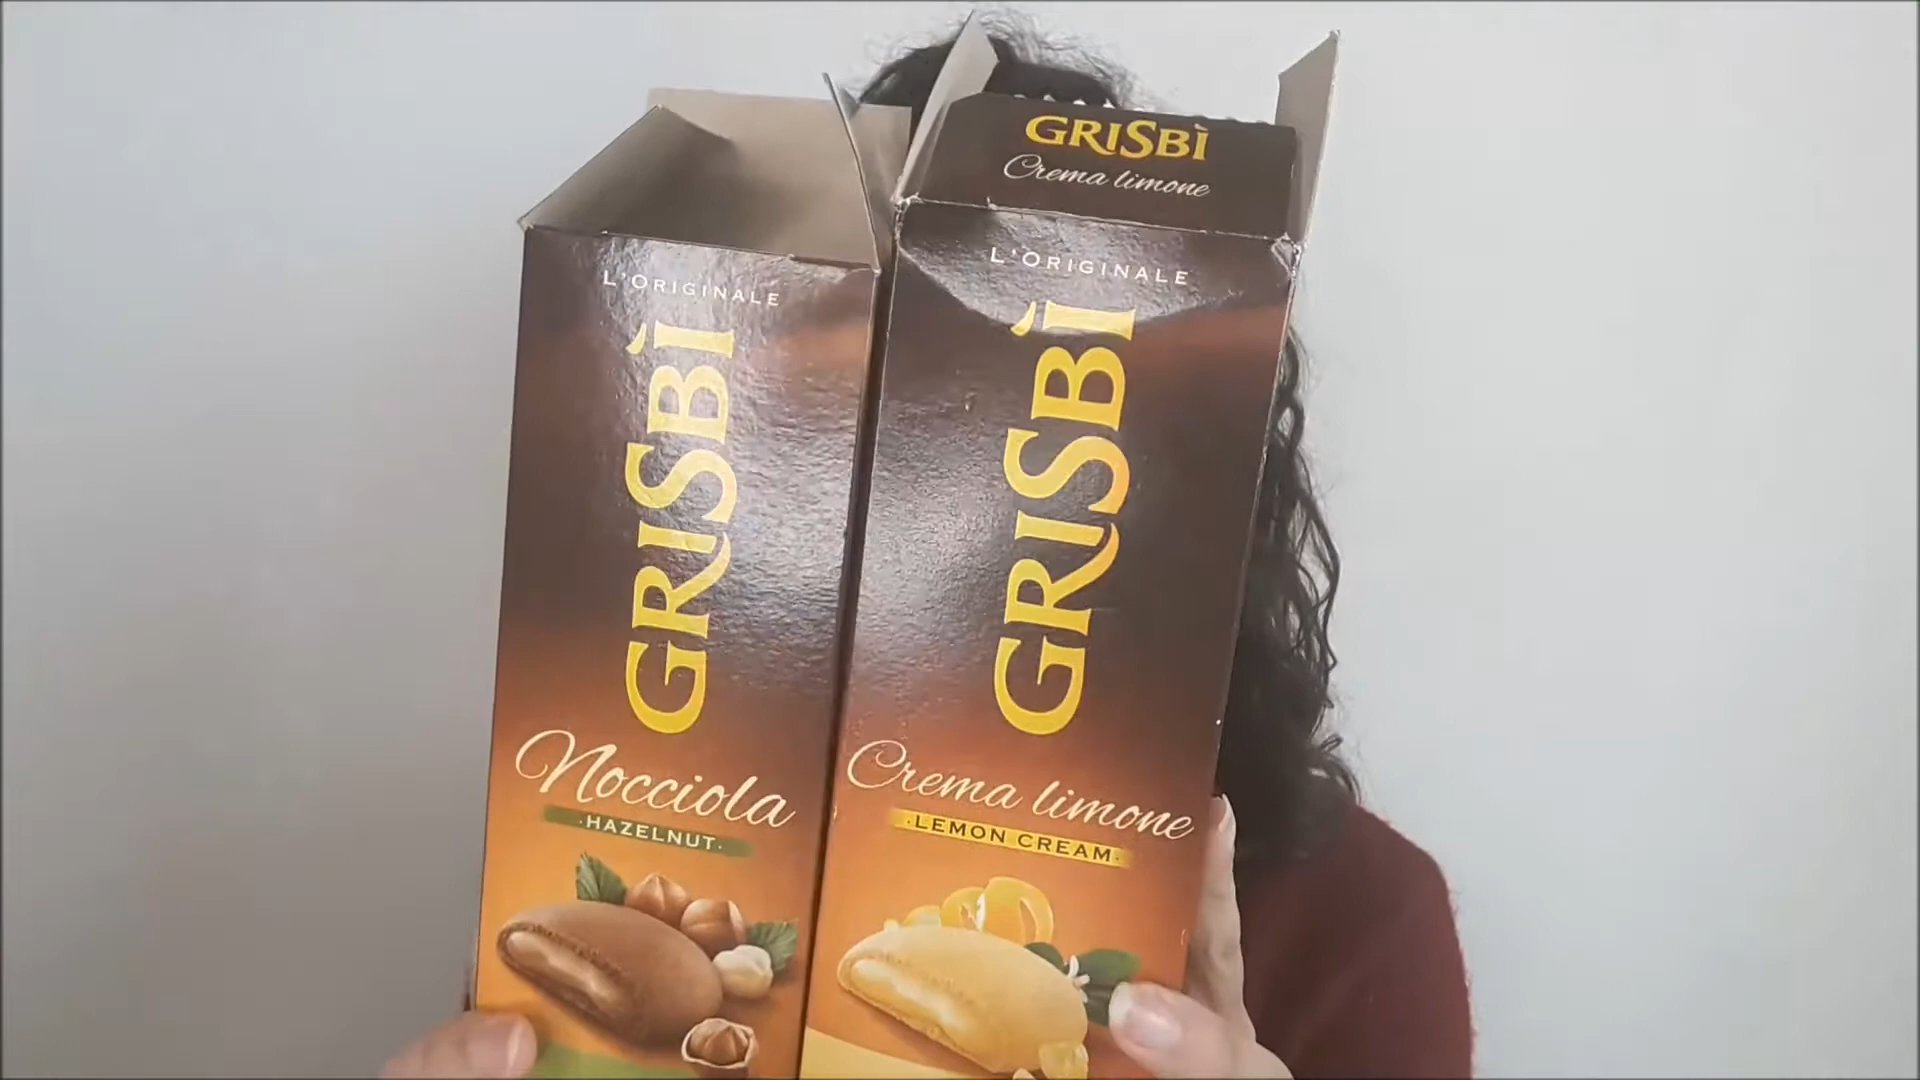 L'ORIGINALE
GRISBÌ
Nocciola
·HAZELNUT·
GRISBÌ
Crema limone
L'ORIGINALE
GRISBÌ
Crema limone
·LEMON CREAM·